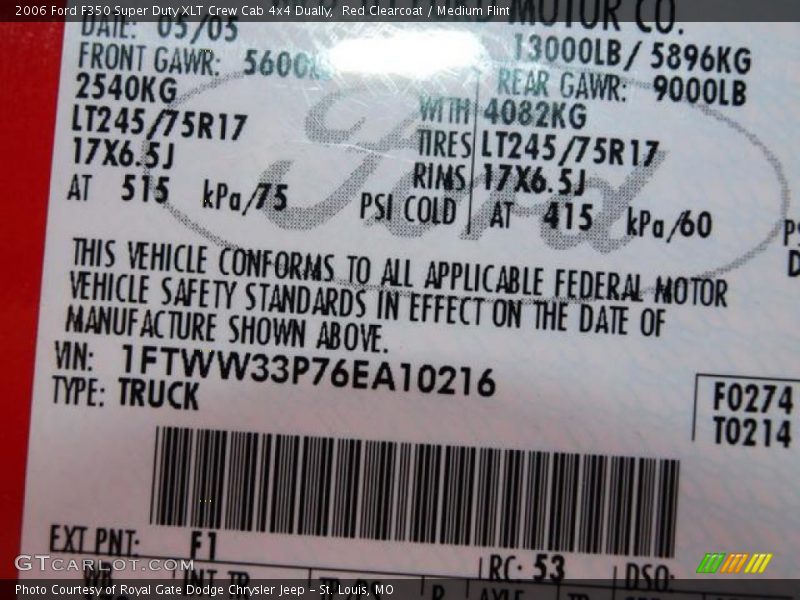 2006 Ford F350 Super Duty XLT Crew Cab 4x4 Dually, Red Clearcoat / Medium Flint
MOTOR CO.
DATE: 05/05
13000LB / 5896KG
FRONT GAWR: 5600
REAR GAWR: 9000LB
2540KG
WITH 4082KG
LT245/75R17
TIRES LT245/75R17
17X6.5J
RIMS 17X6.5J
AT 515 kPa/75 PSI COLD AT 415 kPa/60
Ford
THIS VEHICLE CONFORMS TO ALL APPLICABLE FEDERAL MOTOR
VEHICLE SAFETY STANDARDS IN EFFECT ON THE DATE OF
MANUFACTURE SHOWN ABOVE.
VIN: 1FTWW33P76EA10216
TYPE: TRUCK
F0274
T0214
EXT PNT: F1
RC: 53 DSO:
GTCARLOT.COM
Photo Courtesy of Royal Gate Dodge Chrysler Jeep – St. Louis, MO